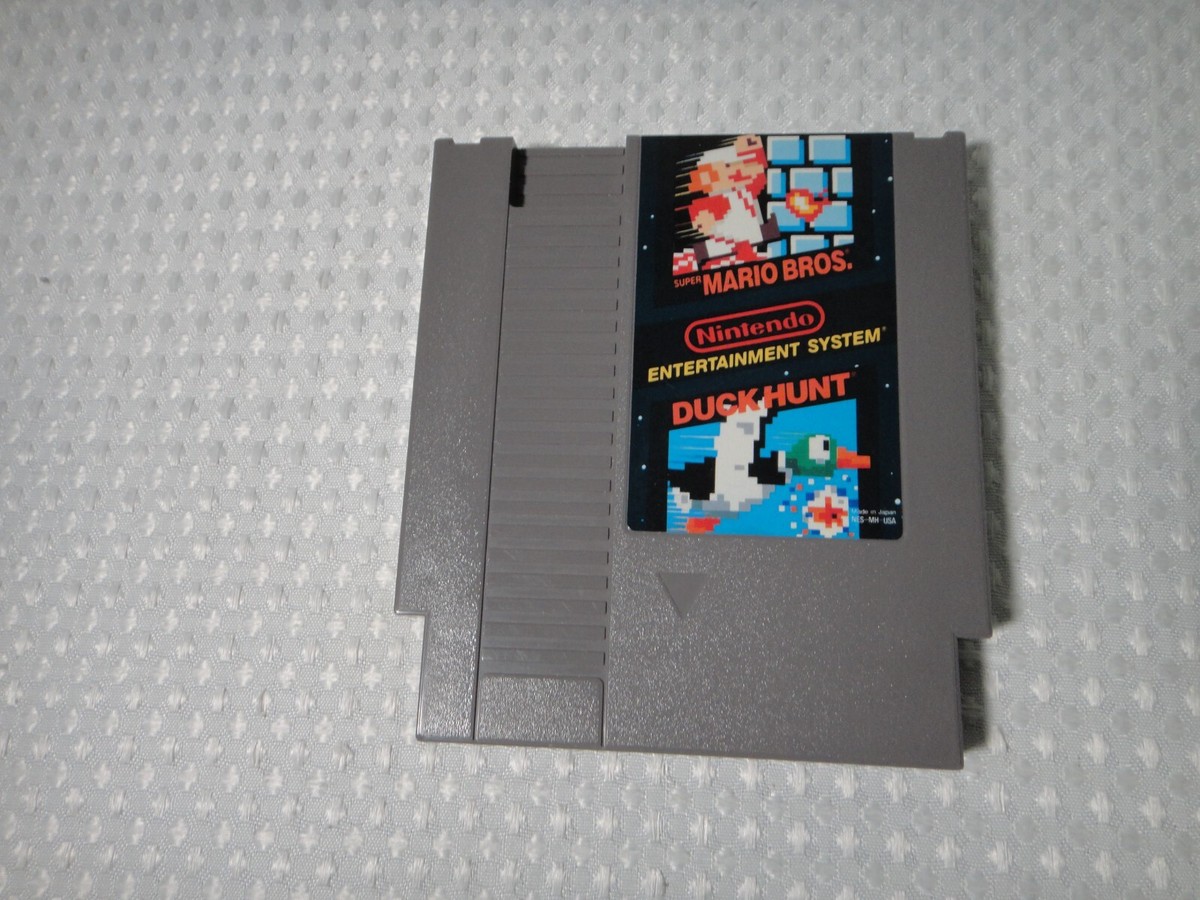 SUPER MARIO BROS.
Nintendo
ENTERTAINMENT SYSTEM
DUCK HUNT
Made in Japan
NES-MH-USA